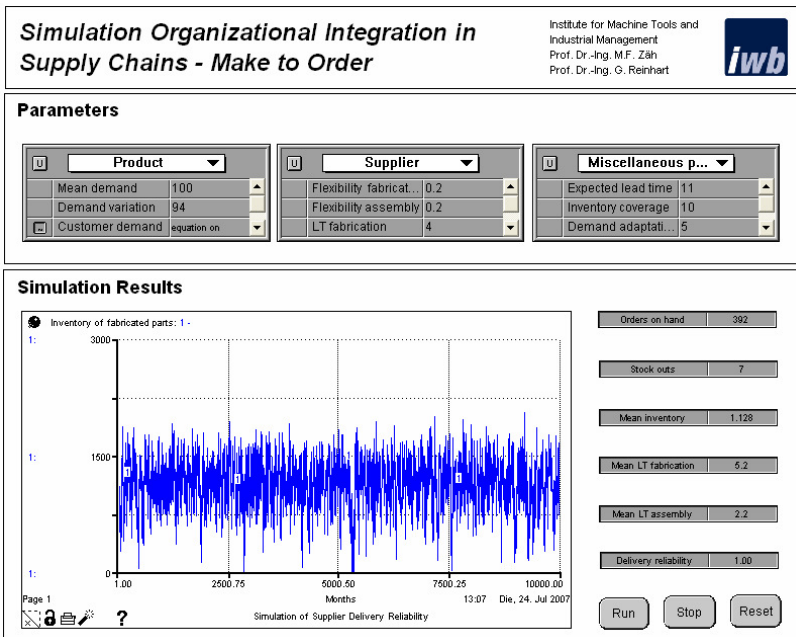 Simulation Organizational Integration in
Supply Chains - Make to Order
Institute for Machine Tools and
Industrial Management
Prof. Dr.-Ing. M.F. Zäh
Prof. Dr.-Ing. G. Reinhart
iwb
Parameters
U Product
Mean demand 100
Demand variation 94
~ Customer demand equation on
U Supplier
Flexibility fabricat... 0.2
Flexibility assembly 0.2
LT fabrication 4
U Miscellaneous p...
Expected lead time 11
Inventory coverage 10
Demand adaptati... 5
Simulation Results
Inventory of fabricated parts: 1 -
1: 3000
1: 1500
1: 0
1 1 1
1.00 2500.75 5000.50 7500.25 10000.00
Page 1 Months 13:07 Die, 24. Jul 2007
? Simulation of Supplier Delivery Reliability
Orders on hand 392
Stock outs 7
Mean inventory 1.128
Mean LT fabrication 5.2
Mean LT assembly 2.2
Delivery reliability 1.00
Run Stop Reset